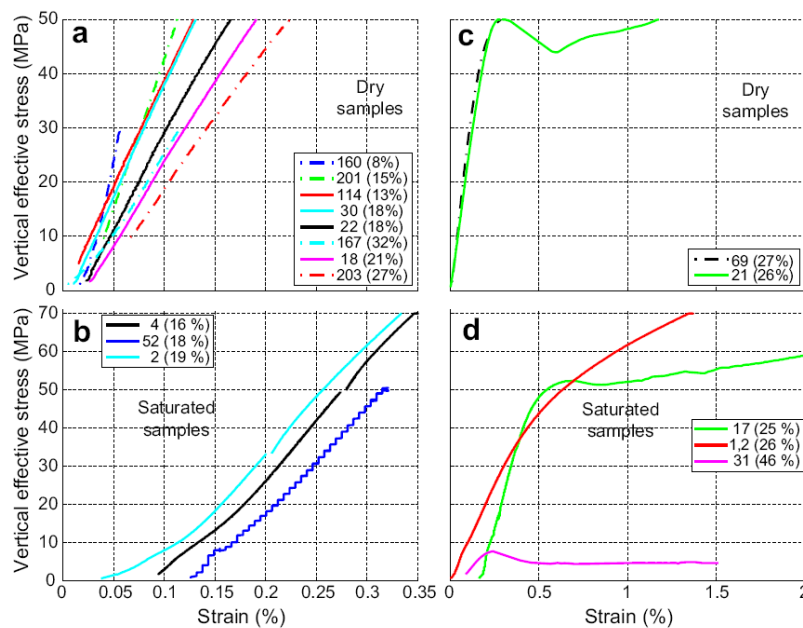 a
Vertical effective stress (MPa)
50
40
30
20
10
0
Dry
samples
160 (8%)
201 (15%)
114 (13%)
30 (18%)
22 (18%)
167 (32%)
18 (21%)
203 (27%)
c
Dry
samples
69 (27%)
21 (26%)
b
Vertical effective stress (MPa)
70
60
50
40
30
20
10
0
4 (16 %)
52 (18 %)
2 (19 %)
Saturated
samples
0 0.05 0.1 0.15 0.2 0.25 0.3 0.35
Strain (%)
d
Saturated
samples
17 (25 %)
1,2 (26 %)
31 (46 %)
0 0.5 1 1.5 2
Strain (%)